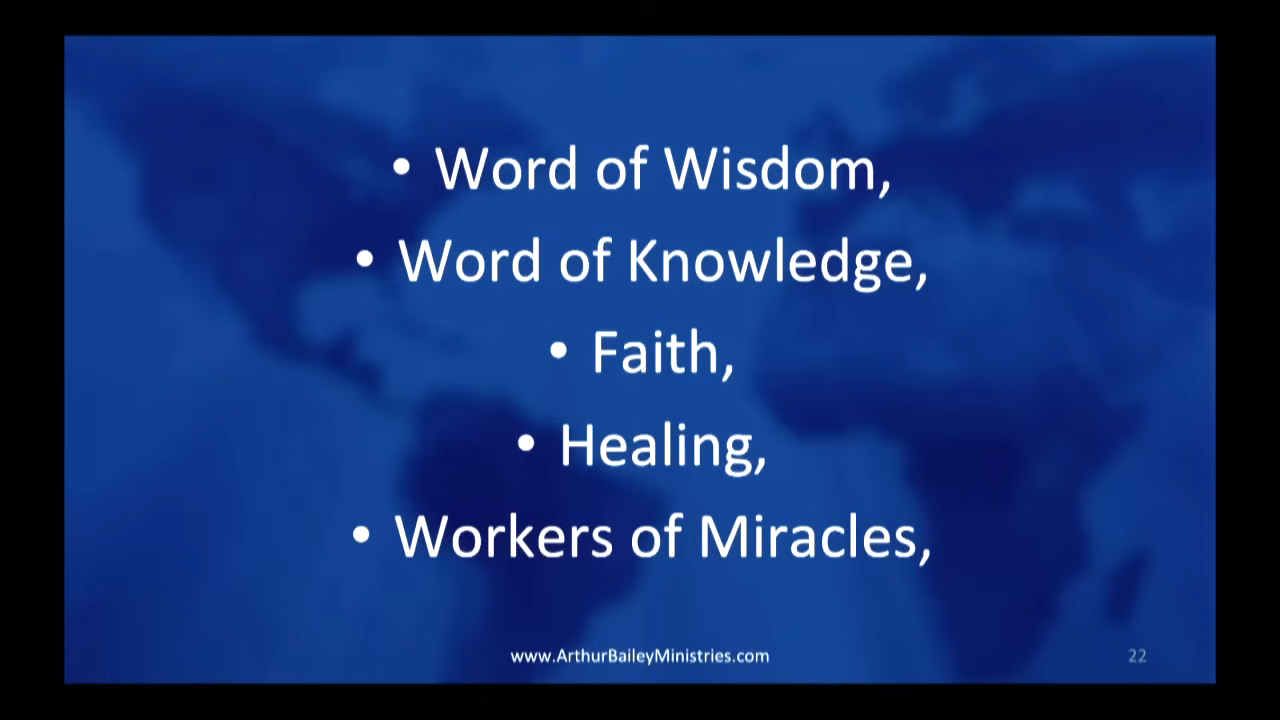 • Word of Wisdom,
• Word of Knowledge,
• Faith,
• Healing,
• Workers of Miracles,
www.ArthurBaileyMinistries.com
22